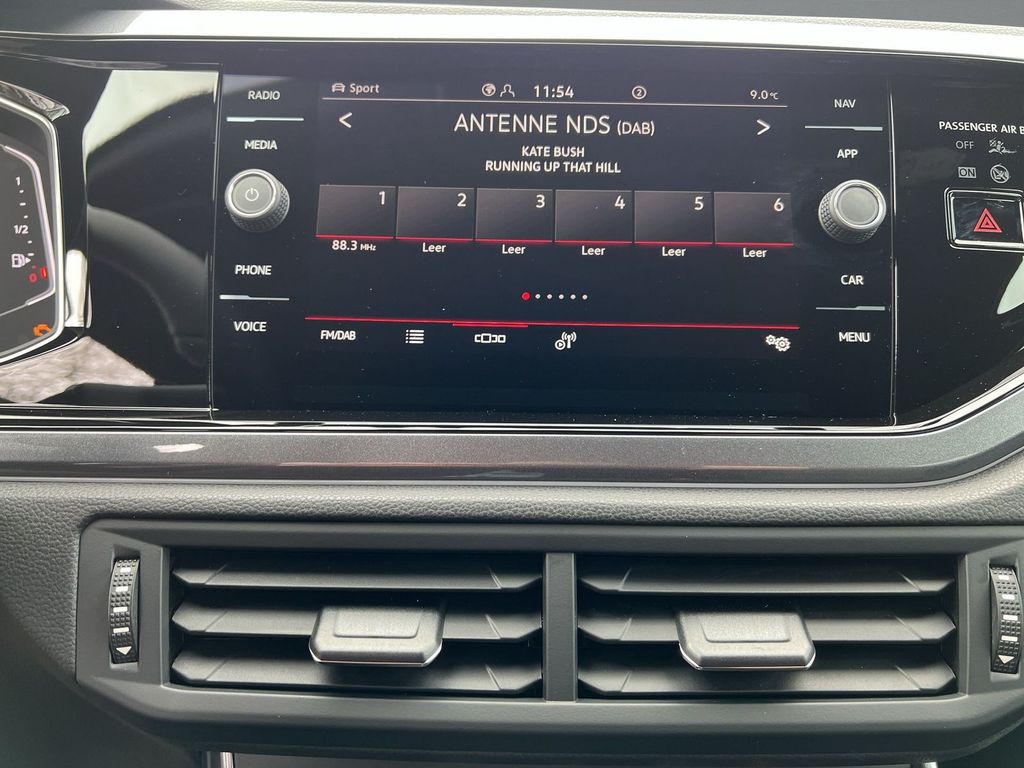 RADIO
MEDIA
PHONE
VOICE
Sport
11:54
2
9.0°C
< ANTENNE NDS (DAB) >
KATE BUSH
RUNNING UP THAT HILL
1 2 3 4 5 6
88.3 MHz Leer Leer Leer Leer Leer
FM/DAB
NAV
APP
CAR
MENU
PASSENGER AIR B
OFF
ON
1
1/2
0